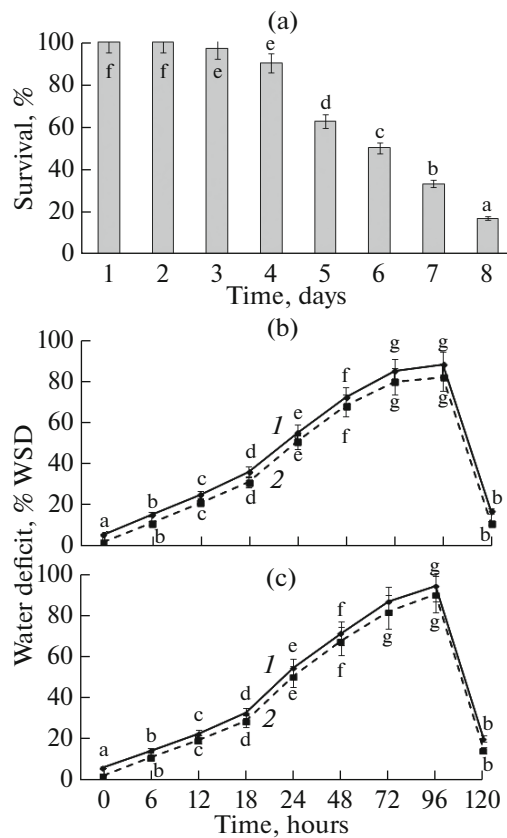 (a)
Survival, %
100
80
60
40
20
0
f f e e d c b a
1 2 3 4 5 6 7 8
Time, days
(b)
Water deficit, % WSD
100
80
60
40
20
0
a b c d e f g g b
1
2
b c d e f g g b
(c)
100
80
60
40
20
0
a b c d e f g b
1
2
b c d e f g g b
0 6 12 18 24 48 72 96 120
Time, hours